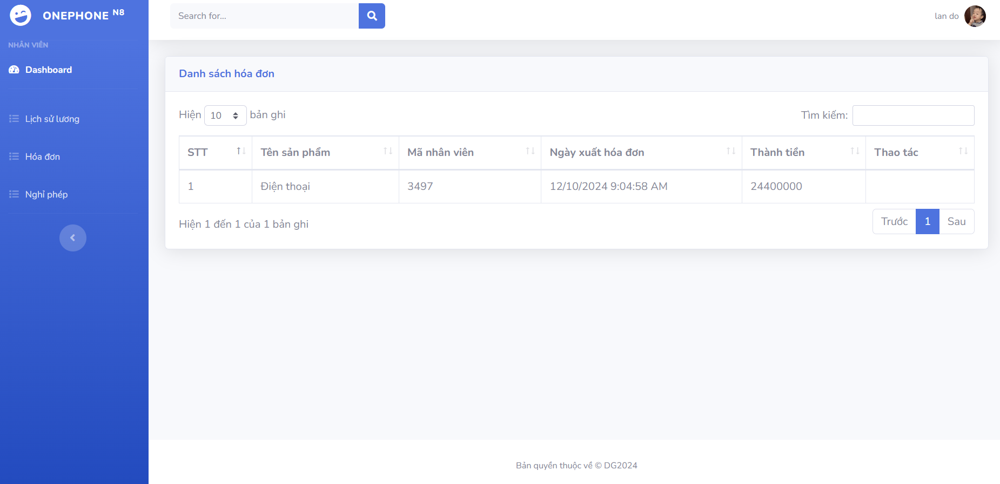 ONEPHONE N8
Search for...
lan do
NHÂN VIÊN
Dashboard
Lịch sử lương
Hóa đơn
Nghỉ phép
Danh sách hóa đơn
Hiện 10 bản ghi
Tìm kiếm:
STT Tên sản phẩm Mã nhân viên Ngày xuất hóa đơn Thành tiền Thao tác
1 Điện thoại 3497 12/10/2024 9:04:58 AM 24400000
Hiện 1 đến 1 của 1 bản ghi
Trước 1 Sau
Bản quyền thuộc về © DG2024